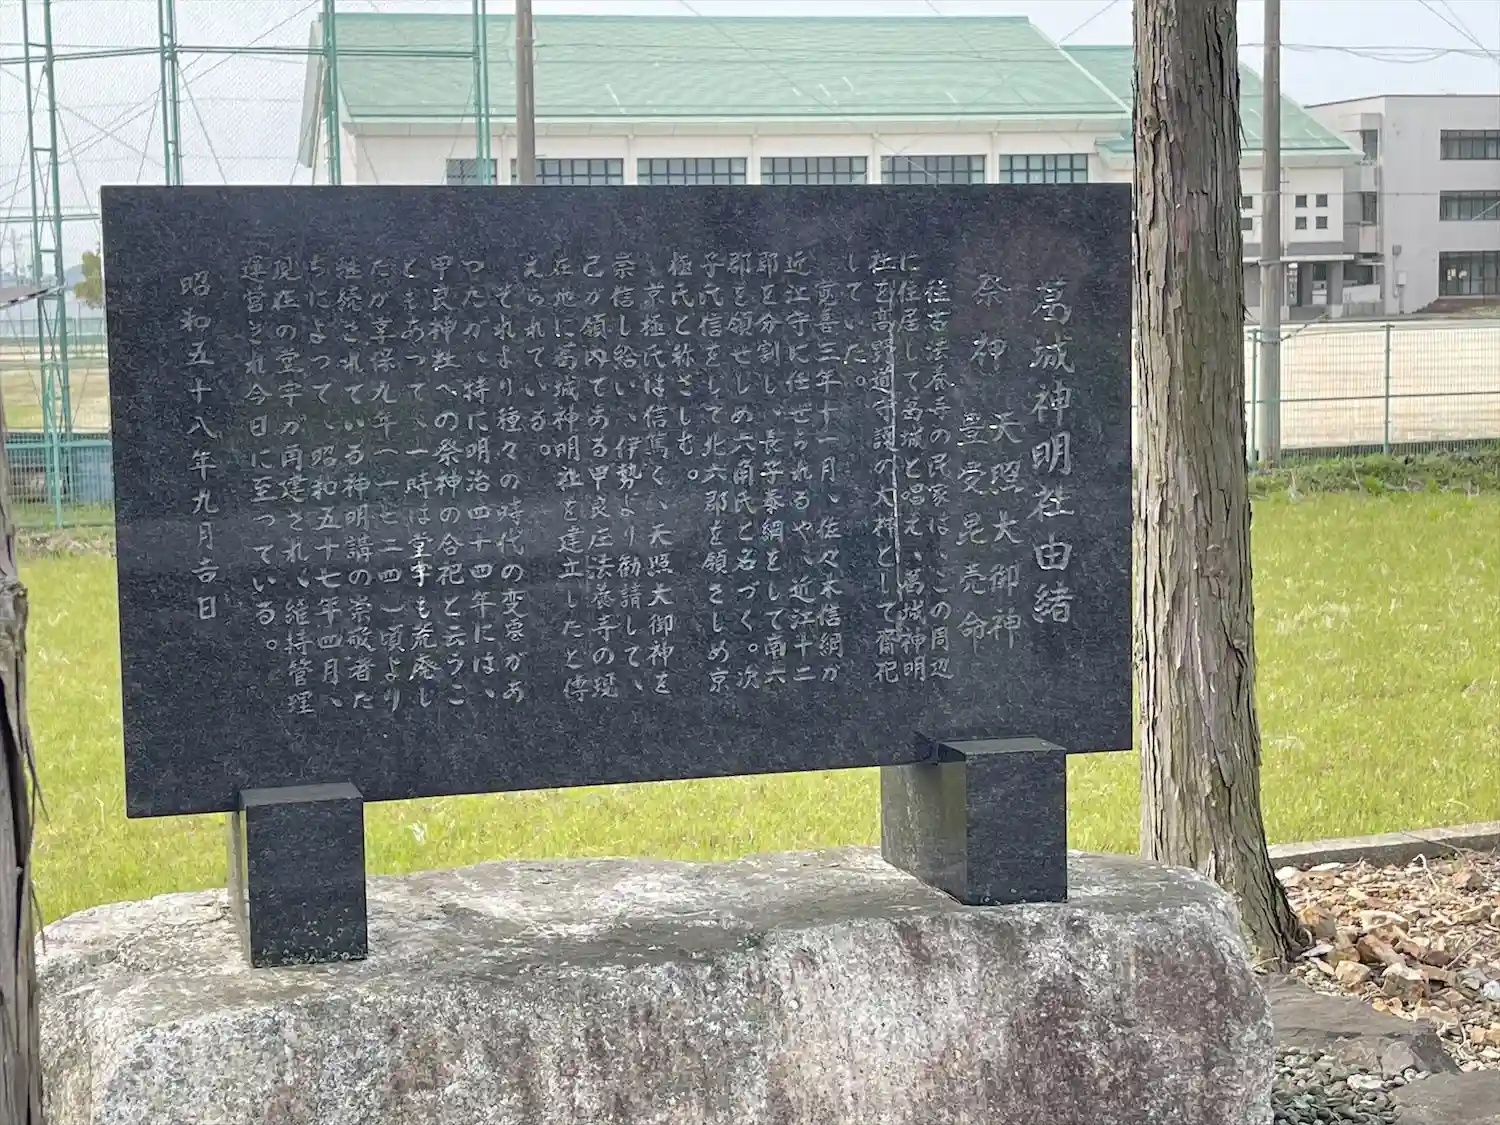 葛城神明社由緒
祭神 天照大御神
豊受毘売命
往古法養寺の民家は、この周辺
に住居して葛城と唱え、葛城神明
社を高野道守護の大神として齋祀
していた。
寛喜三年十一月、佐々木信綱が
近江守に任ぜられるや、近江十二
郡を分割し、長子泰綱をして南六
郡を領せしめ六角氏と名づく。次
子氏信をして北六郡を領さしめ京
極氏と称さしむ。
京極氏は信篤く、天照大御神を
崇信し給い、伊勢より勧請して、
己が領内である甲良庄法養寺の現
在地に葛城神明社を建立したと傳
えられている。
それより種々の時代の変裏があ
つたが、特に明治四十四年には、
甲良神社への祭神の合祀と云うこ
ともあって、一時は堂宇も荒廃し
たが享保九年(一七二四)頃より
継続されている神明講の崇敬者た
ちによって、昭和五十七年四月、
現在の堂宇が再建され、維持管理
運営され今日に至っている。
昭和五十八年九月吉日